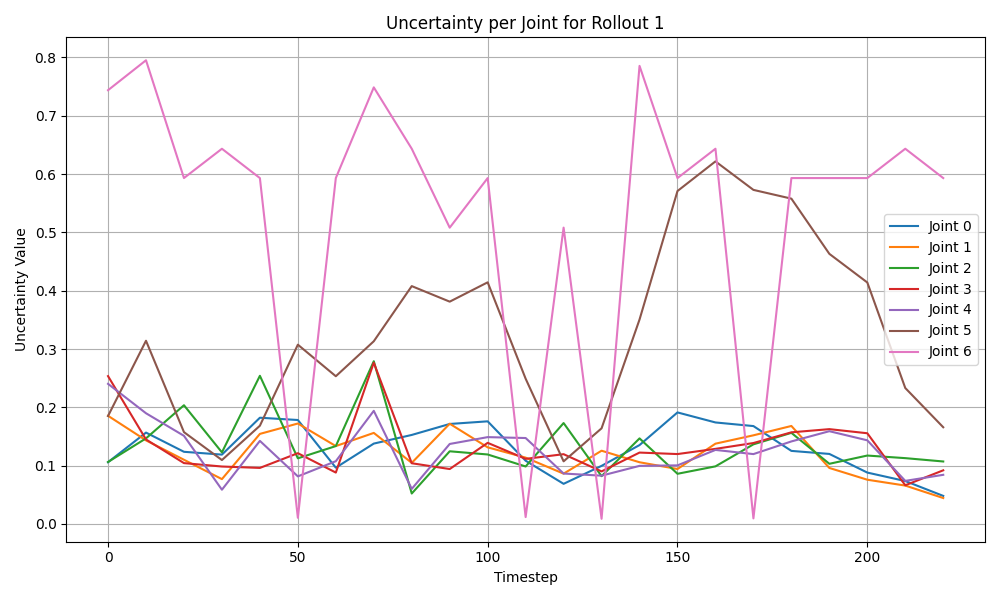 Uncertainty per Joint for Rollout 1
Uncertainty Value
0.8
0.7
0.6
0.5
0.4
0.3
0.2
0.1
0.0
Joint 0
Joint 1
Joint 2
Joint 3
Joint 4
Joint 5
Joint 6
0 50 100 150 200
Timestep